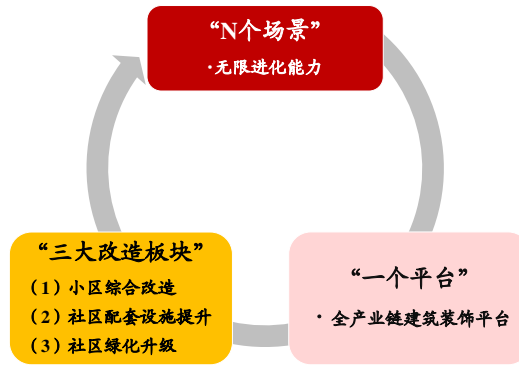 “N个场景”
·无限进化能力
“三大改造板块”
（1）小区综合改造
（2）社区配套设施提升
（3）社区绿化升级
“一个平台”
· 全产业链建筑装饰平台